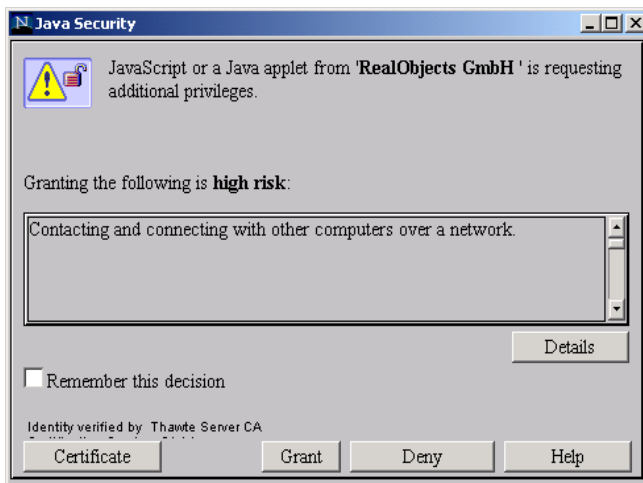 Java Security
JavaScript or a Java applet from 'RealObjects GmbH ' is requesting
additional privileges.
Granting the following is high risk:
Contacting and connecting with other computers over a network.
Details
Remember this decision
Identity verified by Thawte Server CA
Certificate
Grant
Deny
Help